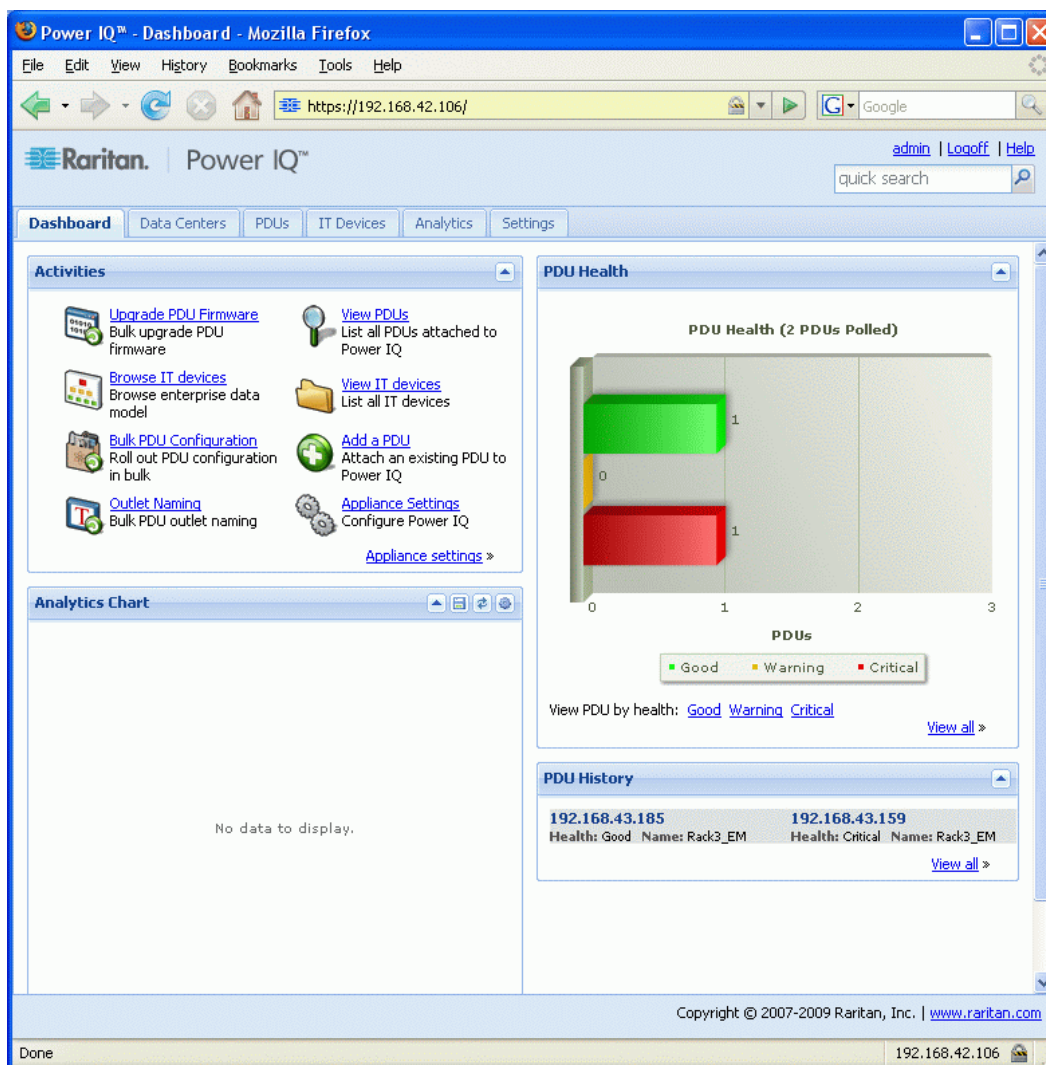 Power IQ™ - Dashboard - Mozilla Firefox
File Edit View History Bookmarks Tools Help
https://192.168.42.106/
G
Google
Raritan. | Power IQ™
admin | Logoff | Help
quick search
Dashboard
Data Centers
PDUs
IT Devices
Analytics
Settings
Activities
Upgrade PDU Firmware
Bulk upgrade PDU
firmware
View PDUs
List all PDUs attached to
Power IQ
Browse IT devices
Browse enterprise data
model
View IT devices
List all IT devices
Bulk PDU Configuration
Roll out PDU configuration
in bulk
Add a PDU
Attach an existing PDU to
Power IQ
Outlet Naming
Bulk PDU outlet naming
Appliance Settings
Configure Power IQ
Appliance settings »
Analytics Chart
No data to display.
PDU Health
PDU Health (2 PDUs Polled)
1
0
1
0 1 2 3
PDUs
Good Warning Critical
View PDU by health: Good Warning Critical
View all »
PDU History
192.168.43.185
Health: Good Name: Rack3_EM
192.168.43.159
Health: Critical Name: Rack3_EM
View all »
Copyright © 2007-2009 Raritan, Inc. | www.raritan.com
Done
192.168.42.106